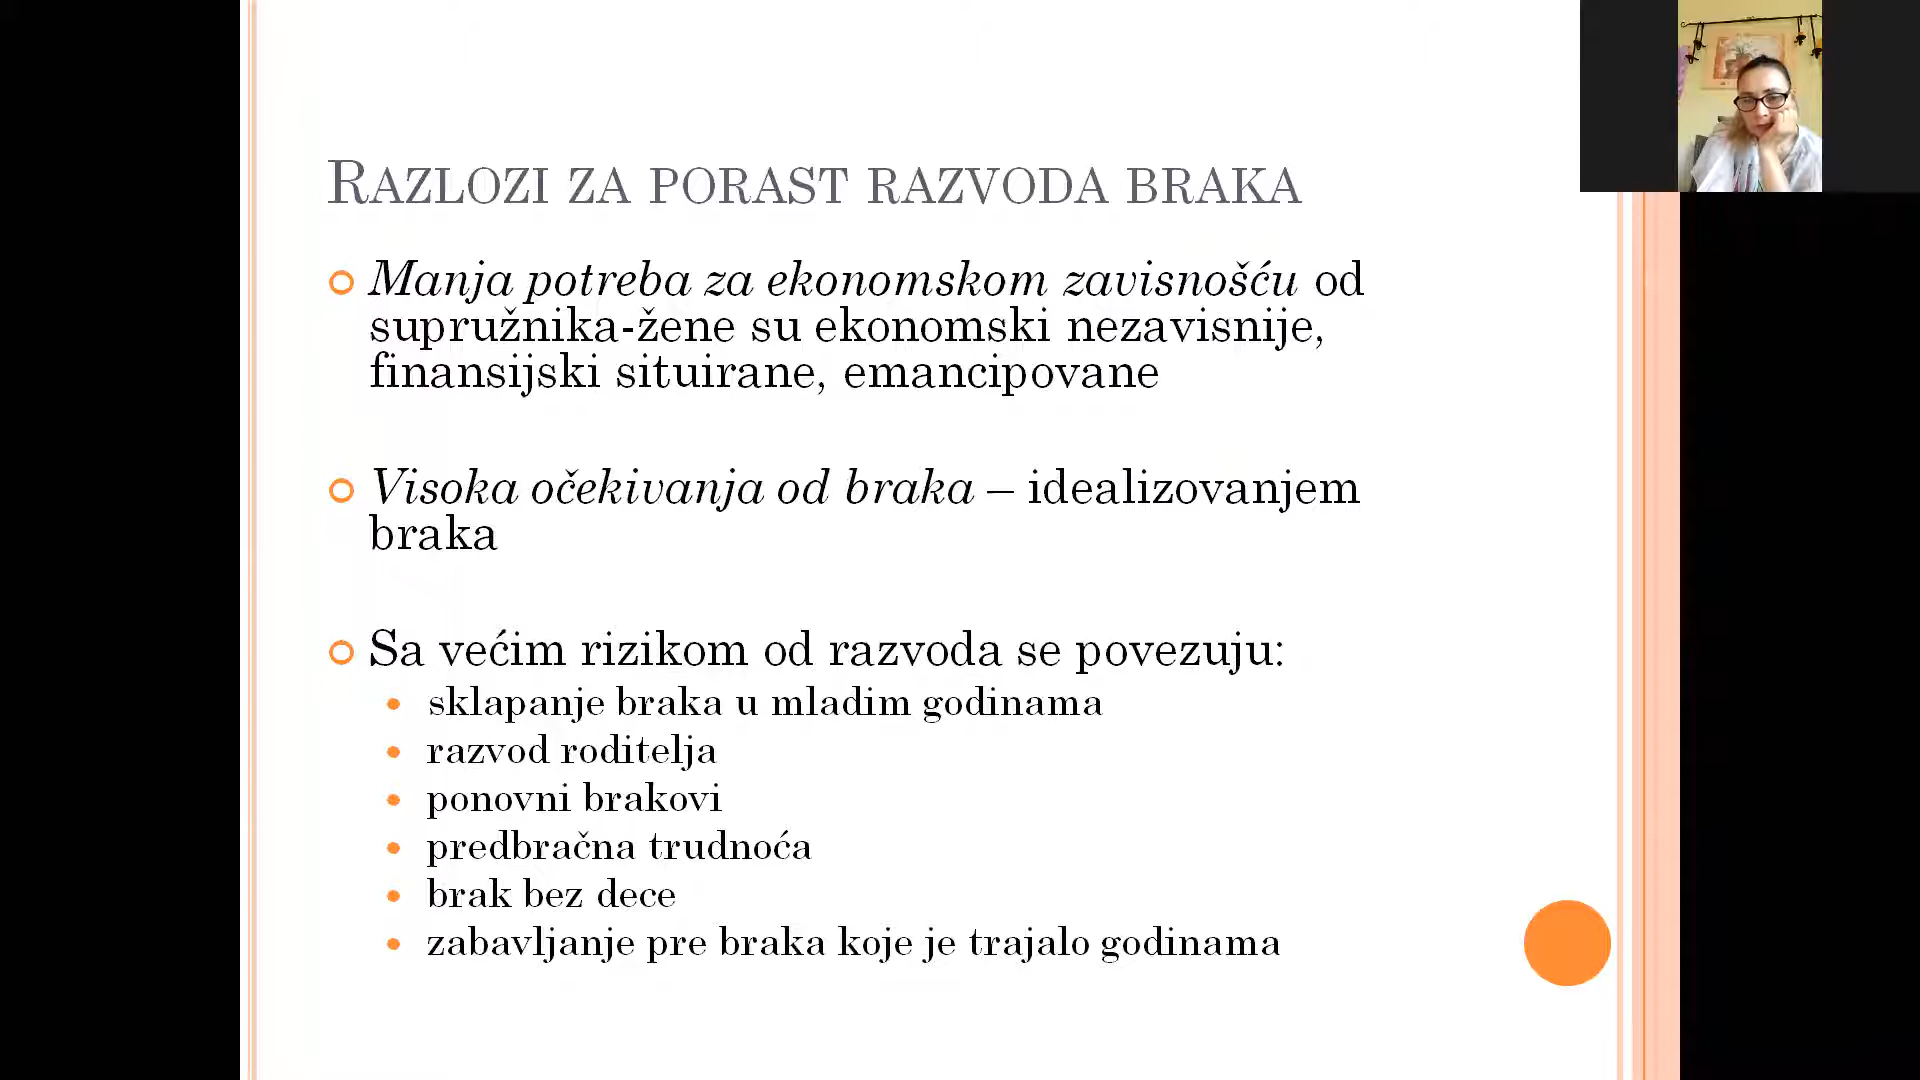 RAZLOZI ZA PORAST RAZVODA BRAKA
Manja potreba za ekonomskom zavisnošću od
supružnika-žene su ekonomski nezavisnije,
finansijski situirane, emancipovane
Visoka očekivanja od braka – idealizovanjem
braka
Sa većim rizikom od razvoda se povezuju:
sklapanje braka u mladim godinama
razvod roditelja
ponovni brakovi
predbračna trudnoća
brak bez dece
zabavljanje pre braka koje je trajalo godinama